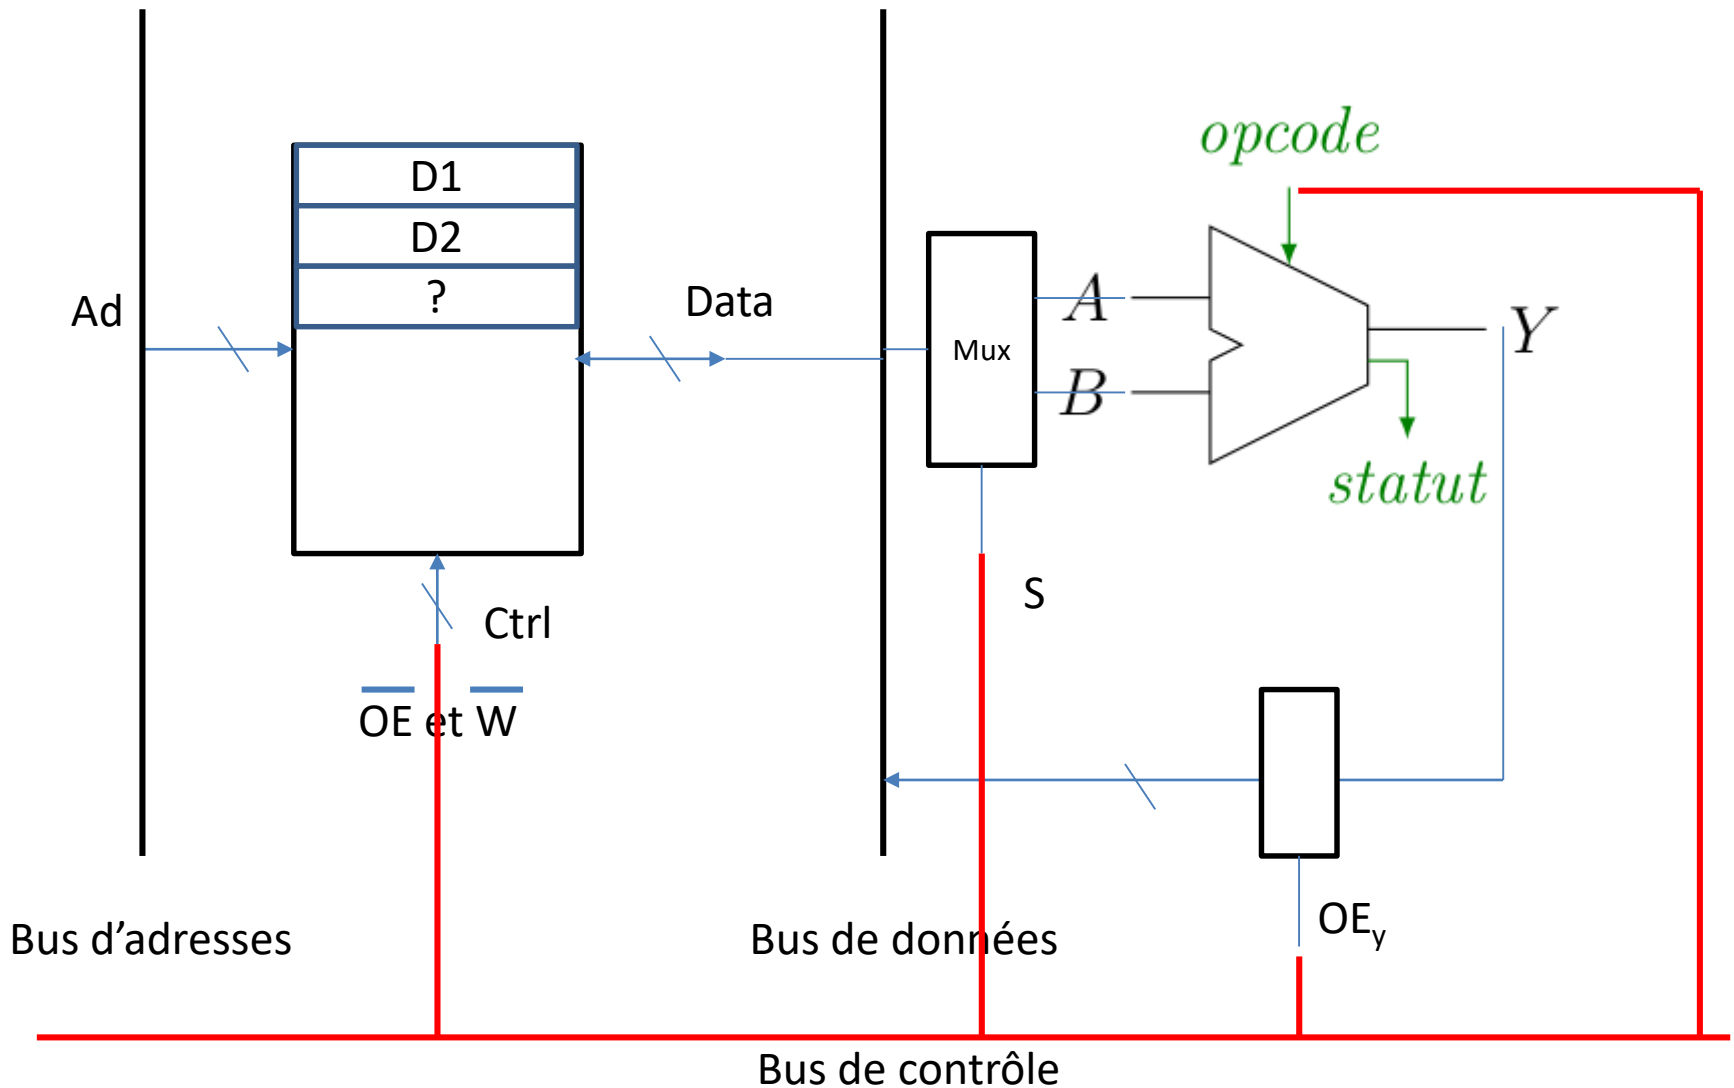 opcode
D1
D2
?
Ad
Data
A
Mux
B
Y
statut
S
Ctrl
OE et W
OEy
Bus d’adresses
Bus de données
Bus de contrôle